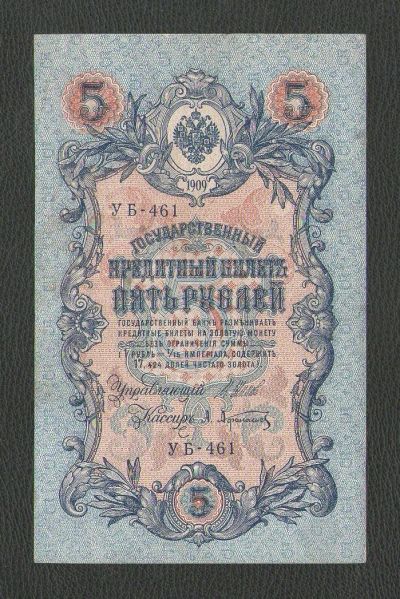 5 5
1909
УБ-461
ГОСУДАРСТВЕННЫЙ
КРЕДИТНЫЙ БИЛЕТЪ
ПЯТЬ РУБЛЕЙ
ГОСУДАРСТВЕННЫЙ БАНКЪ РАЗМѢНИВАЕТЪ
КРЕДИТНЫЕ БИЛЕТЫ НА ЗОЛОТУЮ МОНЕТУ
БЕЗЪ ОГРАНИЧЕНІЯ СУММЫ
(1 РУБЛЬ = 1/15 ИМПЕРІАЛА, СОДЕРЖИТЪ
17,424 ДОЛЕЙ ЧИСТАГО ЗОЛОТА)
Управляющій
Кассиръ
УБ-461
5